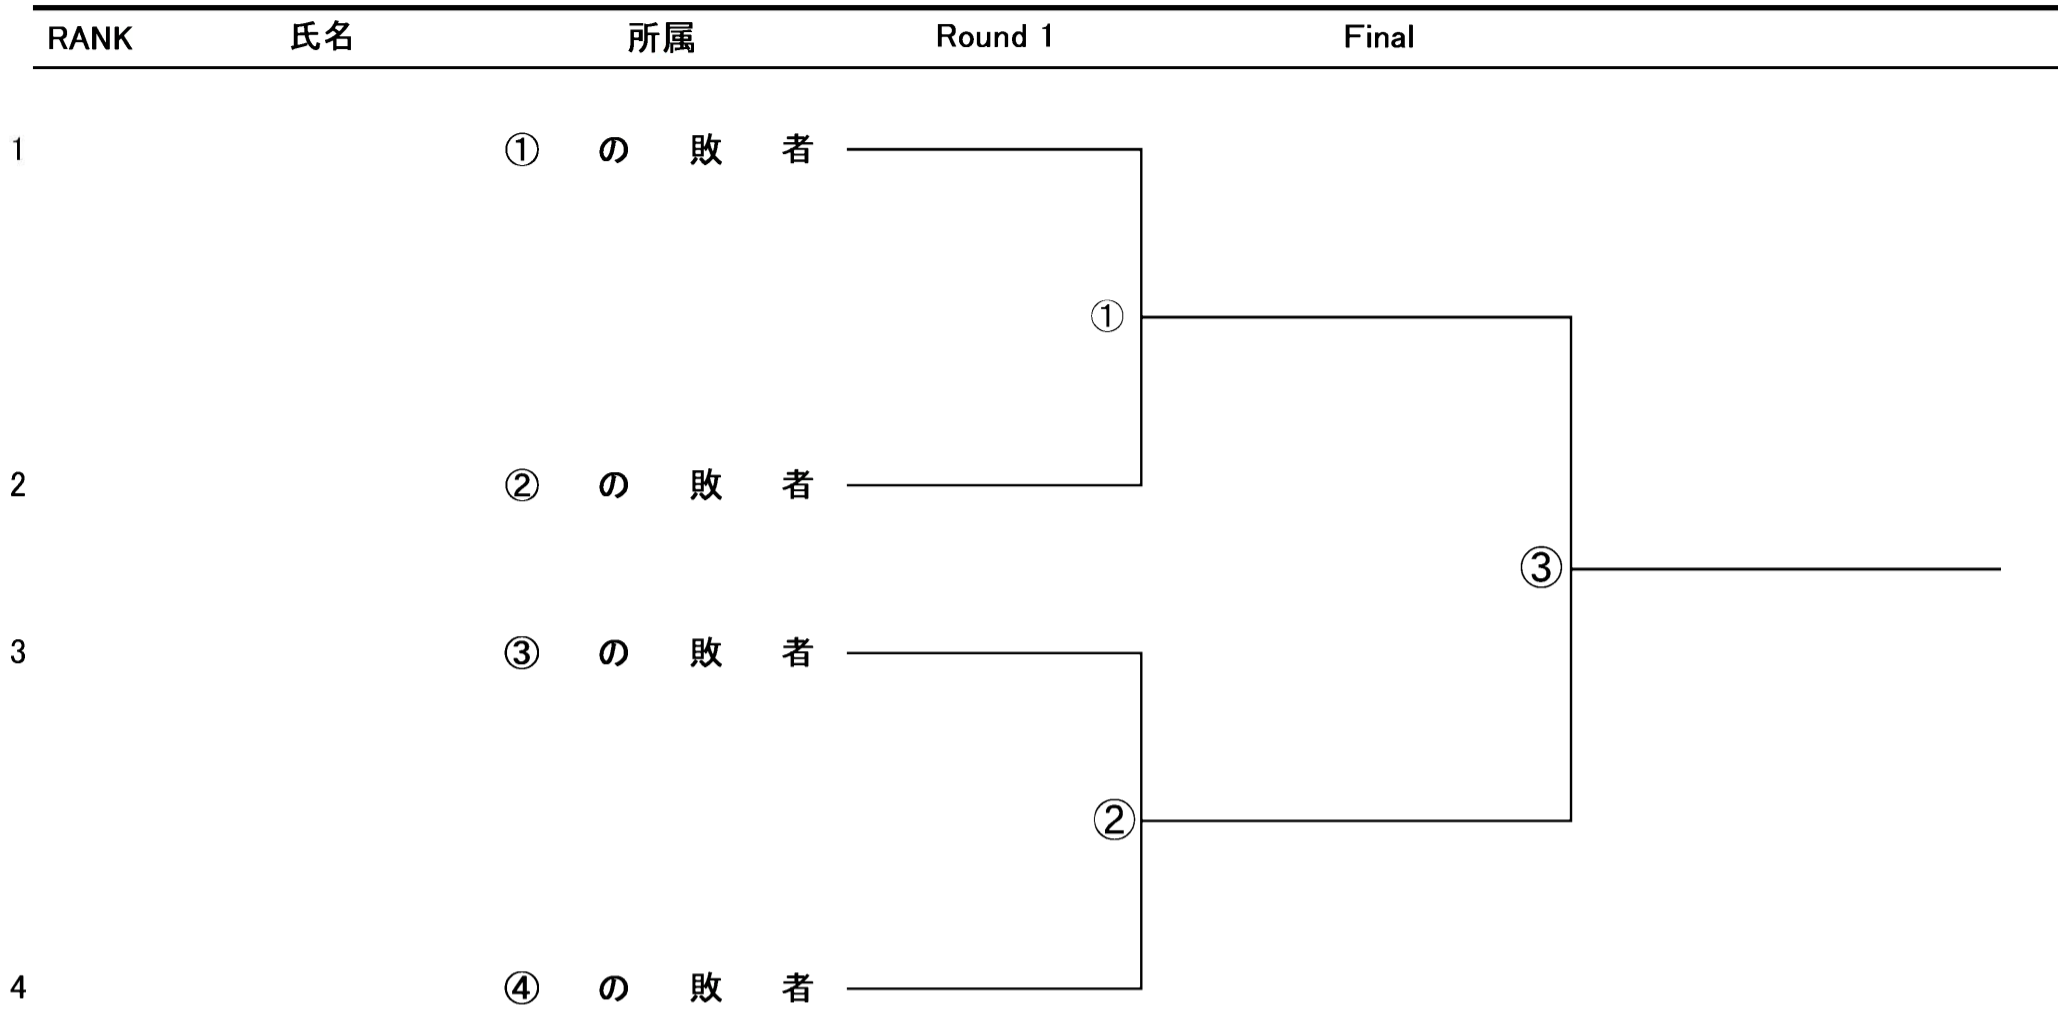 RANK 氏名 所属 Round 1 Final
1 ① の 敗 者
①
2 ② の 敗 者
③
3 ③ の 敗 者
②
4 ④ の 敗 者